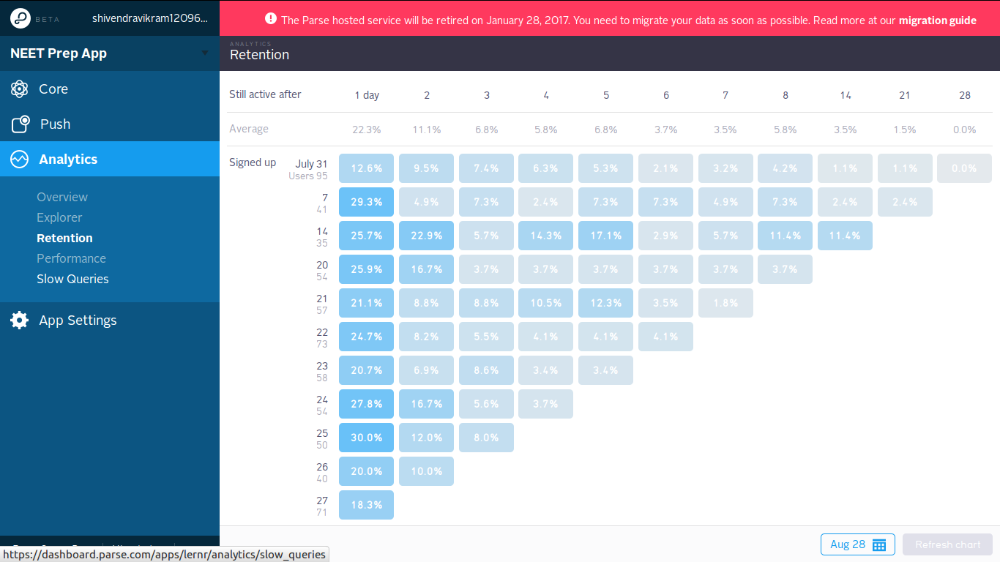 BETA shivendravikram12096...
The Parse hosted service will be retired on January 28, 2017. You need to migrate your data as soon as possible. Read more at our migration guide
NEET Prep App
Core
Push
Analytics
Overview
Explorer
Retention
Performance
Slow Queries
App Settings
ANALYTICS
Retention
Still active after 1 day 2 3 4 5 6 7 8 14 21 28
Average 22.3% 11.1% 6.8% 5.8% 6.8% 3.7% 3.5% 5.8% 3.5% 1.5% 0.0%
Signed up July 31 12.6% 9.5% 7.4% 6.3% 5.3% 2.1% 3.2% 4.2% 1.1% 1.1% 0.0%
Users 95
7 29.3% 4.9% 7.3% 2.4% 7.3% 7.3% 4.9% 7.3% 2.4% 2.4%
41
14 25.7% 22.9% 5.7% 14.3% 17.1% 2.9% 5.7% 11.4% 11.4%
35
20 25.9% 16.7% 3.7% 3.7% 3.7% 3.7% 3.7% 3.7%
54
21 21.1% 8.8% 8.8% 10.5% 12.3% 3.5% 1.8%
57
22 24.7% 8.2% 5.5% 4.1% 4.1% 4.1%
73
23 20.7% 6.9% 8.6% 3.4% 3.4%
58
24 27.8% 16.7% 5.6% 3.7%
54
25 30.0% 12.0% 8.0%
50
26 20.0% 10.0%
40
27 18.3%
71
Aug 28 Refresh chart
https://dashboard.parse.com/apps/lernr/analytics/slow_queries